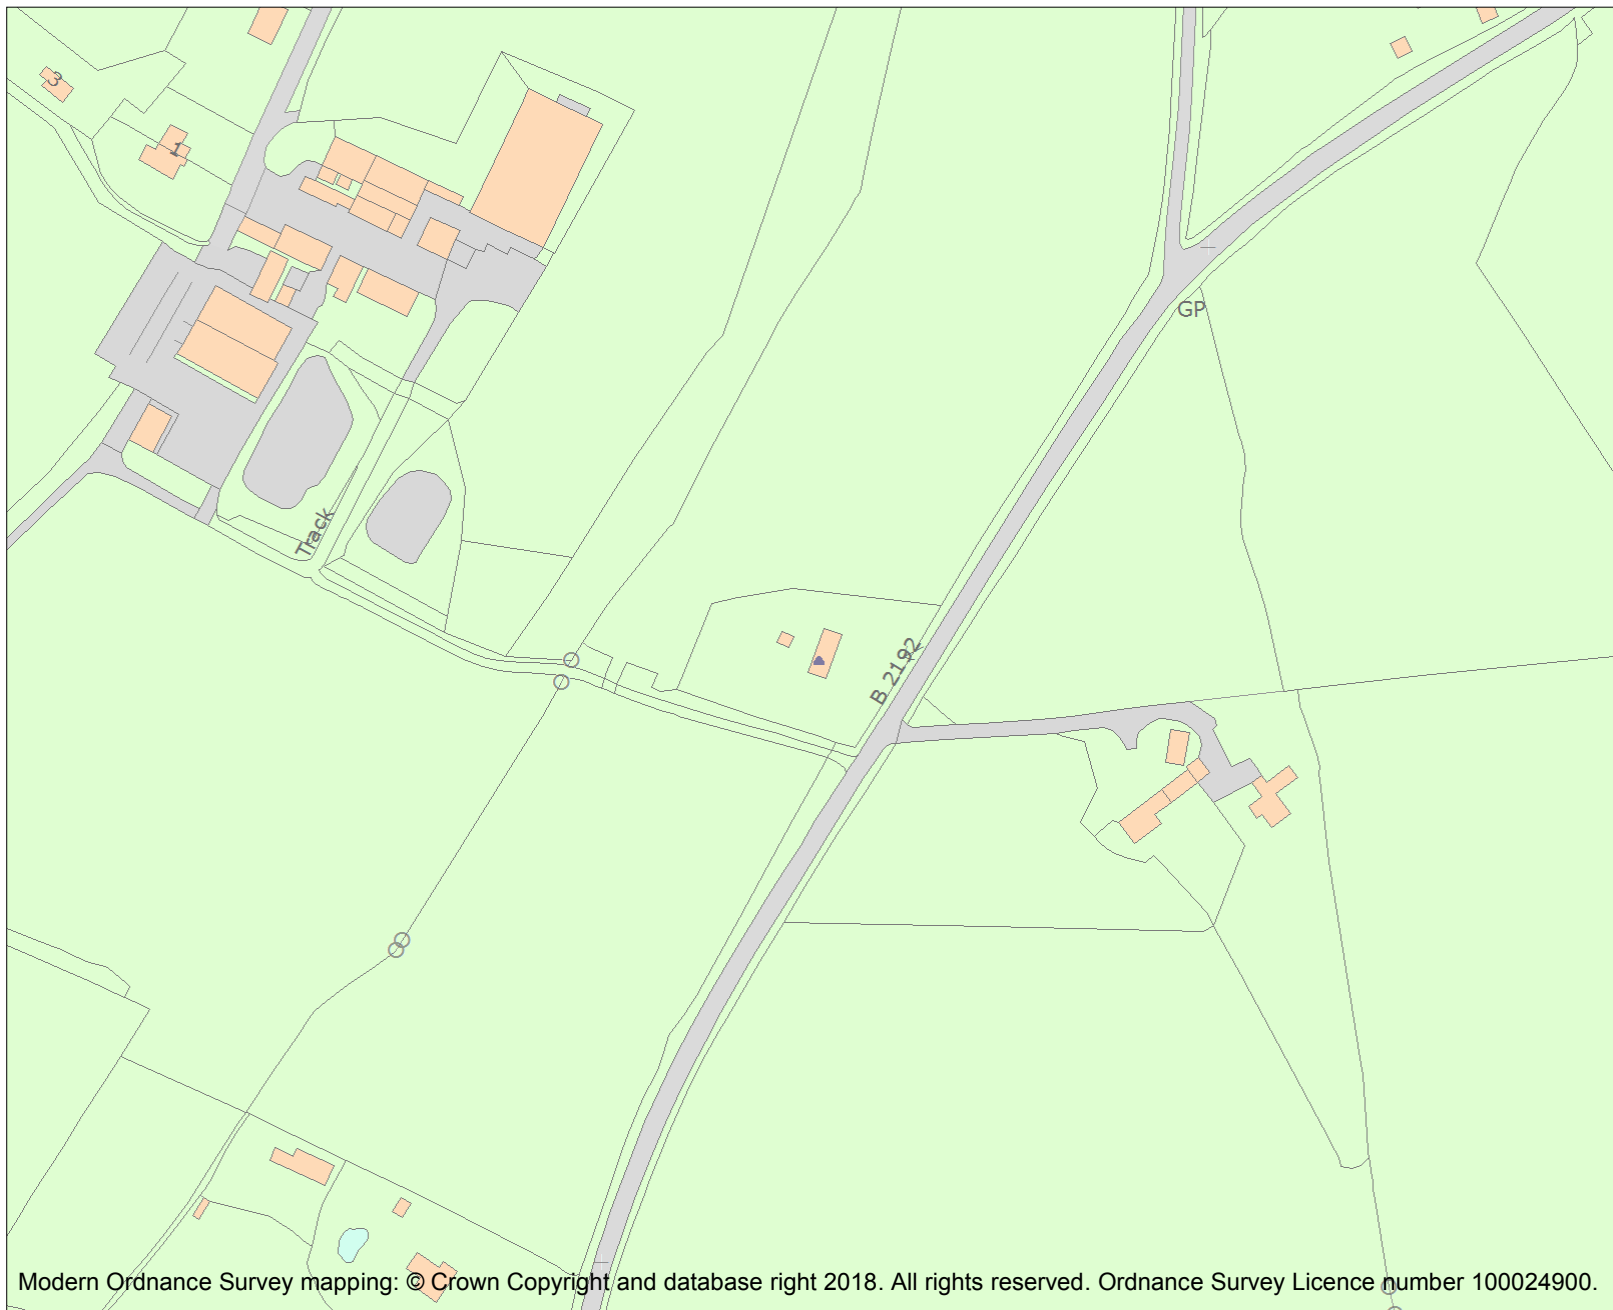 3
1
GP
Track
B 2192
Modern Ordnance Survey mapping: © Crown Copyright and database right 2018. All rights reserved. Ordnance Survey Licence number 100024900.